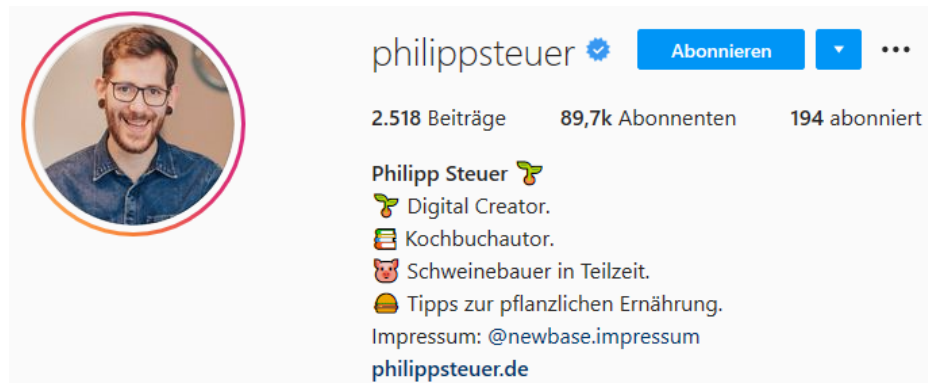 philippsteuer Abonnieren
2.518 Beiträge 89,7k Abonnenten 194 abonniert
Philipp Steuer
Digital Creator.
Kochbuchautor.
Schweinebauer in Teilzeit.
Tipps zur pflanzlichen Ernährung.
Impressum: @newbase.impressum
philippsteuer.de